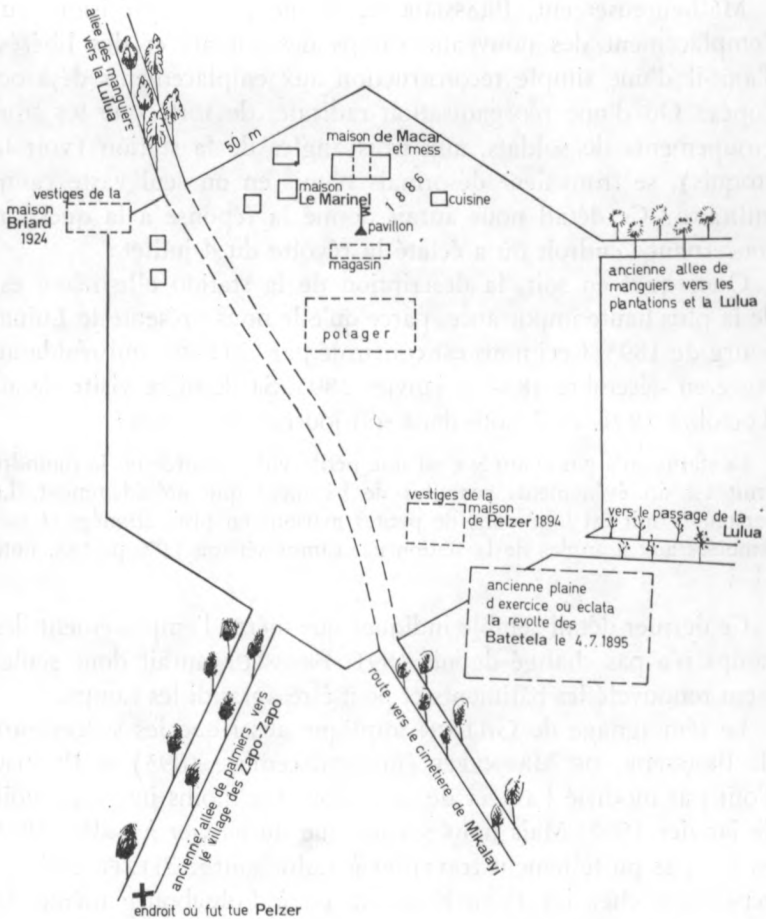 allée des manguiers
vers la Lulua
50 m
maison de Macar
et mess
1886
maison
Le Marinel
cuisine
pavillon
magasin
vestiges de la
maison
Briard
1924
potager
ancienne allee de
manguiers vers les
plantations et la Lulua
vestiges de la
maison
de Pelzer 1894
vers le passage de la
Lulua
ancienne plaine
d exercice ou eclata
la revolte des
Batetela le 4,7,1895
ancienne allée de palmiers vers
le village des Zapo-Zapo
route vers le cimetière de Kalalayi
endroit où fut tue Pelzer